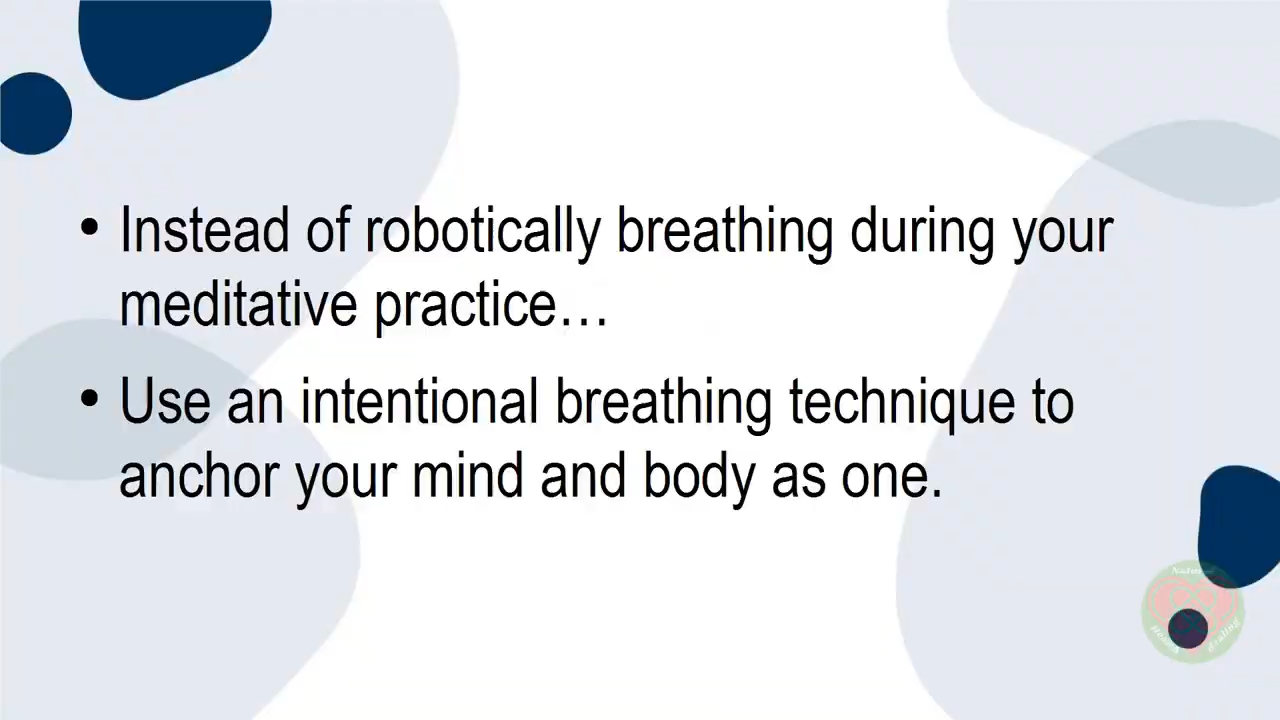 • Instead of robotically breathing during your
meditative practice…
• Use an intentional breathing technique to
anchor your mind and body as one.